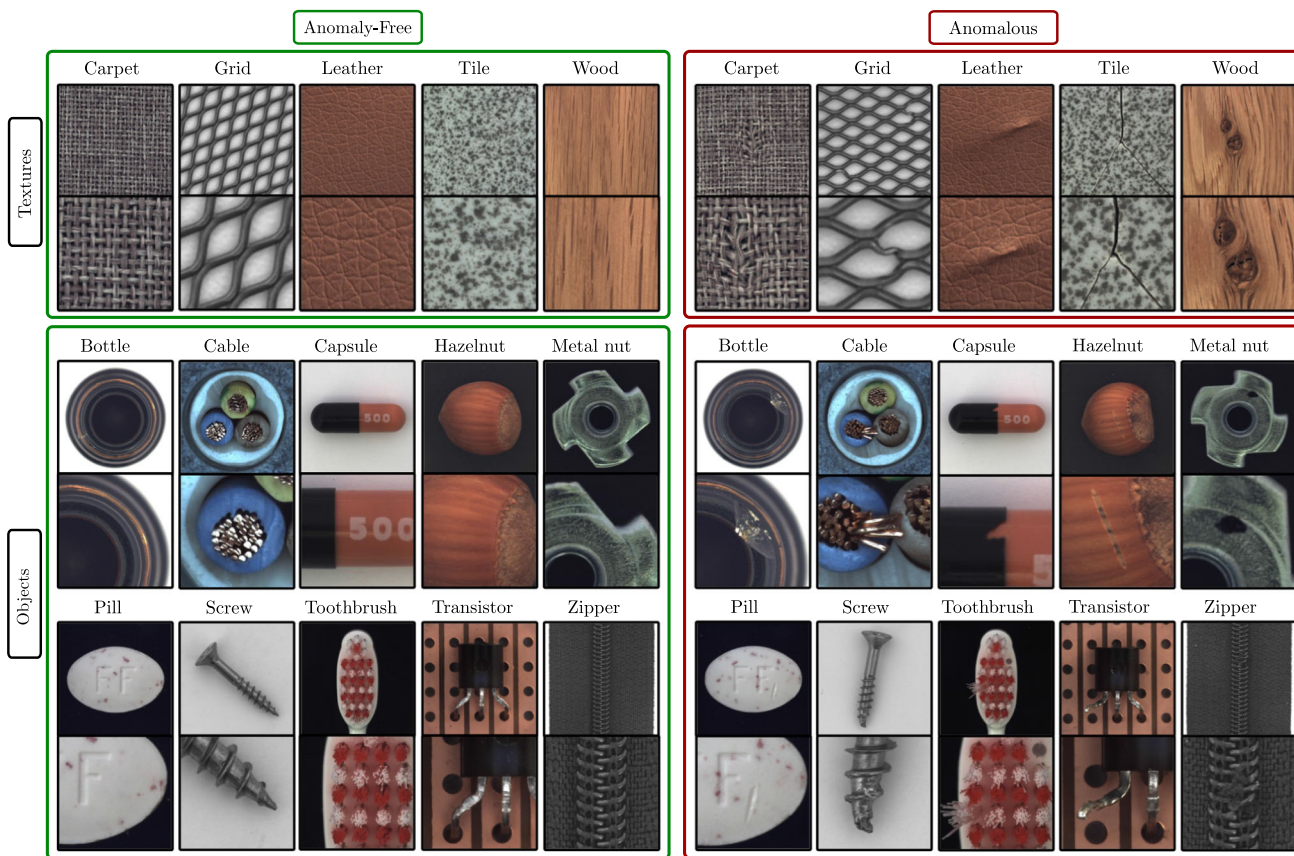 Anomaly-Free
Anomalous
Textures
Carpet Grid Leather Tile Wood
Carpet Grid Leather Tile Wood
Objects
Bottle Cable Capsule Hazelnut Metal nut
500
500
Bottle Cable Capsule Hazelnut Metal nut
500
Pill Screw Toothbrush Transistor Zipper
FF
F
Pill Screw Toothbrush Transistor Zipper
FF
F